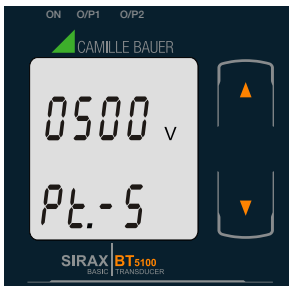 ON O/P1 O/P2
CAMILLE BAUER
0500 V
Pt.-S
SIRAX BT5100
BASIC TRANSDUCER